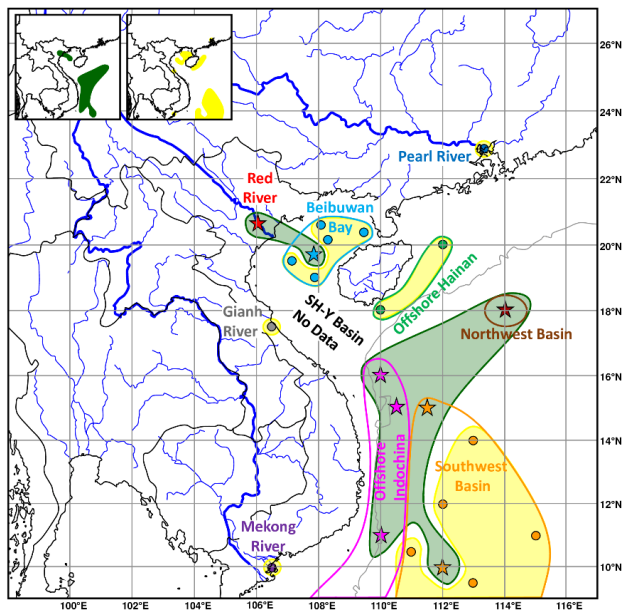 26°N
24°N
22°N
20°N
18°N
16°N
14°N
12°N
10°N
Pearl River
Red
River
Beibuwan
Bay
Offshore Hainan
SH-Y Basin
No Data
Gianh
River
Northwest Basin
Offshore
Indochina
Southwest
Basin
Mekong
River
100°E
102°E
104°E
106°E
108°E
110°E
112°E
114°E
116°E